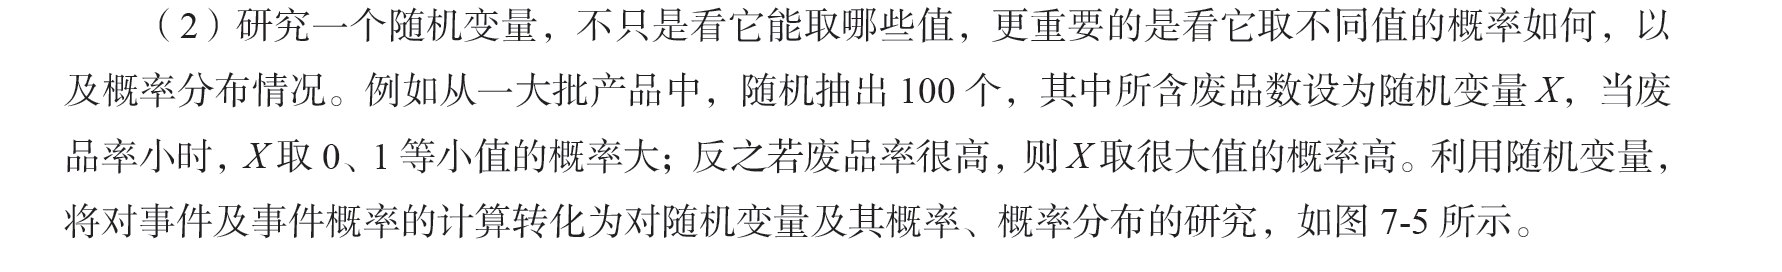 （2）研究一个随机变量，不只是看它能取哪些值，更重要的是看它取不同值的概率如何，以
及概率分布情况。例如从一大批产品中，随机抽出 100 个，其中所含废品数设为随机变量 X，当废
品率小时，X 取 0、1 等小值的概率大；反之若废品率很高，则 X 取很大值的概率高。利用随机变量，
将对事件及事件概率的计算转化为对随机变量及其概率、概率分布的研究，如图 7-5 所示。